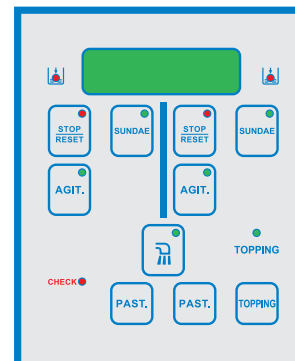 STOP
RESET
SUNDAE
STOP
RESET
SUNDAE
AGIT.
AGIT.
TOPPING
CHECK
PAST.
PAST.
TOPPING